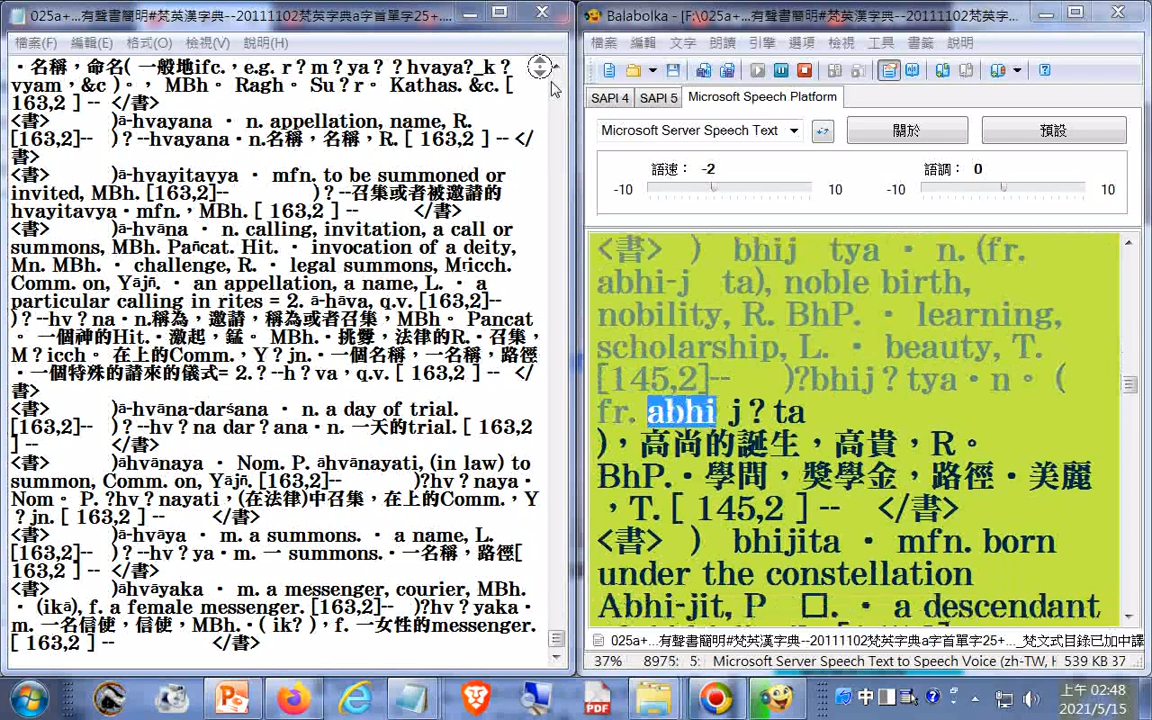 025a+...有聲書簡明#梵英漢字典--20111102梵英字典a字首單字25+...
檔案(F) 編輯(E) 格式(O) 檢視(V) 說明(H)
‧名稱，命名( 一般地ifc.，e.g. r？m？ya？？hvaya?_k？
vyam，&c )。， MBh。 Ragh。 Su？r。 Kathas. &c. [
163,2] -- </書>
<書> )ā-hvayana ‧ n. appellation, name, R.
[163,2]-- )？--hvayana‧n.名稱，名稱，R. [ 163,2 ] -- </
書>
<書> )ā-hvayitavya ‧ mfn. to be summoned or
invited, MBh. [163,2]-- )？--召集或者被邀請的
hvayitavya‧mfn.，MBh. [ 163,2 ] -- </書>
<書> )ā-hvāna ‧ n. calling, invitation, a call or
summons, MBh. Pañcat. Hit. ‧ invocation of a deity,
Mn. MBh. ‧ challenge, R. ‧ legal summons, Mṛicch.
Comm. on, Yājñ. ‧ an appellation, a name, L. ‧ a
particular calling in rites = 2. ā-hāva, q.v. [163,2]--
)？--hv？na‧n.稱為，邀請，稱為或者召集，MBh。 Pancat
。一個神的Hit.‧激起，錳。 MBh.‧挑釁，法律的R.‧召集，
M？icch。 在上的Comm.，Y？jn.‧一個名稱，一名稱，路徑
‧一個特殊的請來的儀式= 2.？--h？va，q.v. [ 163,2 ] -- </
書>
<書> )ā-hvāna-darśana ‧ n. a day of trial.
[163,2]-- )？--hv？na dar？ana‧n. 一天的trial. [ 163,2
] -- </書>
<書> )āhvānaya ‧ Nom. P. āhvānayati, (in law) to
summon, Comm. on, Yājñ. [163,2]-- )?hv？naya‧
Nom。 P. ?hv？nayati，(在法律)中召集，在上的Comm.，Y
？jn. [ 163,2 ] -- </書>
<書> )ā-hvāya ‧ m. a summons. ‧ a name, L.
[163,2]-- )？--hv？ya‧m. 一 summons.‧一名稱，路徑[
163,2 ] -- </書>
<書> )āhvāyaka ‧ m. a messenger, courier, MBh.
‧ (ikā), f. a female messenger. [163,2]-- )?hv？yaka‧
m. 一名信使，信使，MBh.‧( ik？)，f. 一女性的messenger.
[ 163,2 ] -- </書>
Balabolka - [F:\025a+...有聲書簡明#梵英漢字典--20111102梵英字...
檔案 編輯 文字 朗讀 引擎 選項 檢視 工具 書籤 說明
SAPI 4 SAPI 5 Microsoft Speech Platform
Microsoft Server Speech Text 關於 預設
語速： -2 語調： 0
-10 10 -10 10
<書> ) bhij tya ‧ n. (fr.
abhi-j ta), noble birth,
nobility, R. BhP. ‧ learning,
scholarship, L. ‧ beauty, T.
[145,2]-- )?bhij？tya‧n。 (
fr. abhi j？ta
)，高尚的誕生，高貴，R。
BhP.‧學問，獎學金，路徑‧美麗
，T. [ 145,2 ] -- </書>
<書> ) bhijita ‧ mfn. born
under the constellation
Abhi-jit, P □. ‧ a descendant
025a+...有聲書簡明#梵英漢字典--20111102梵英字典a字首單字25+..._梵文式目錄已加中譯
37% 8975: 5: Microsoft Server Speech Text to Speech Voice (zh-TW, H 539 KB 37
中
上午 02:48
2021/5/15